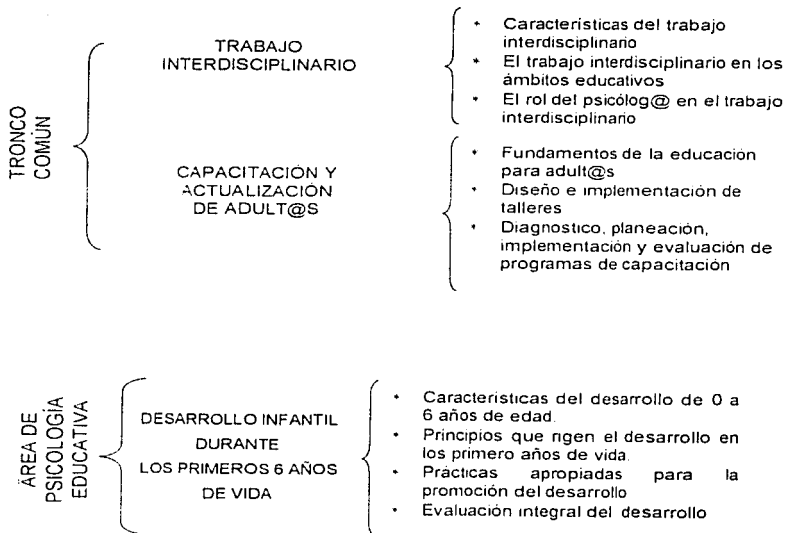 TRONCO
COMÚN
TRABAJO
INTERDISCIPLINARIO
* Características del trabajo
interdisciplinario
* El trabajo interdisciplinario en los
ámbitos educativos
* El rol del psicólog@ en el trabajo
interdisciplinario
CAPACITACIÓN Y
ACTUALIZACIÓN
DE ADULT@S
* Fundamentos de la educación
para adult@s
* Diseño e implementación de
talleres
* Diagnostico, planeación,
implementación y evaluación de
programas de capacitación
ÁREA DE
PSICOLOGÍA
EDUCATIVA
DESARROLLO INFANTIL
DURANTE
LOS PRIMEROS 6 AÑOS
DE VIDA
* Características del desarrollo de 0 a
6 años de edad.
* Principios que rigen el desarrollo en
los primero años de vida.
* Prácticas apropiadas para la
promoción del desarrollo
* Evaluación integral del desarrollo